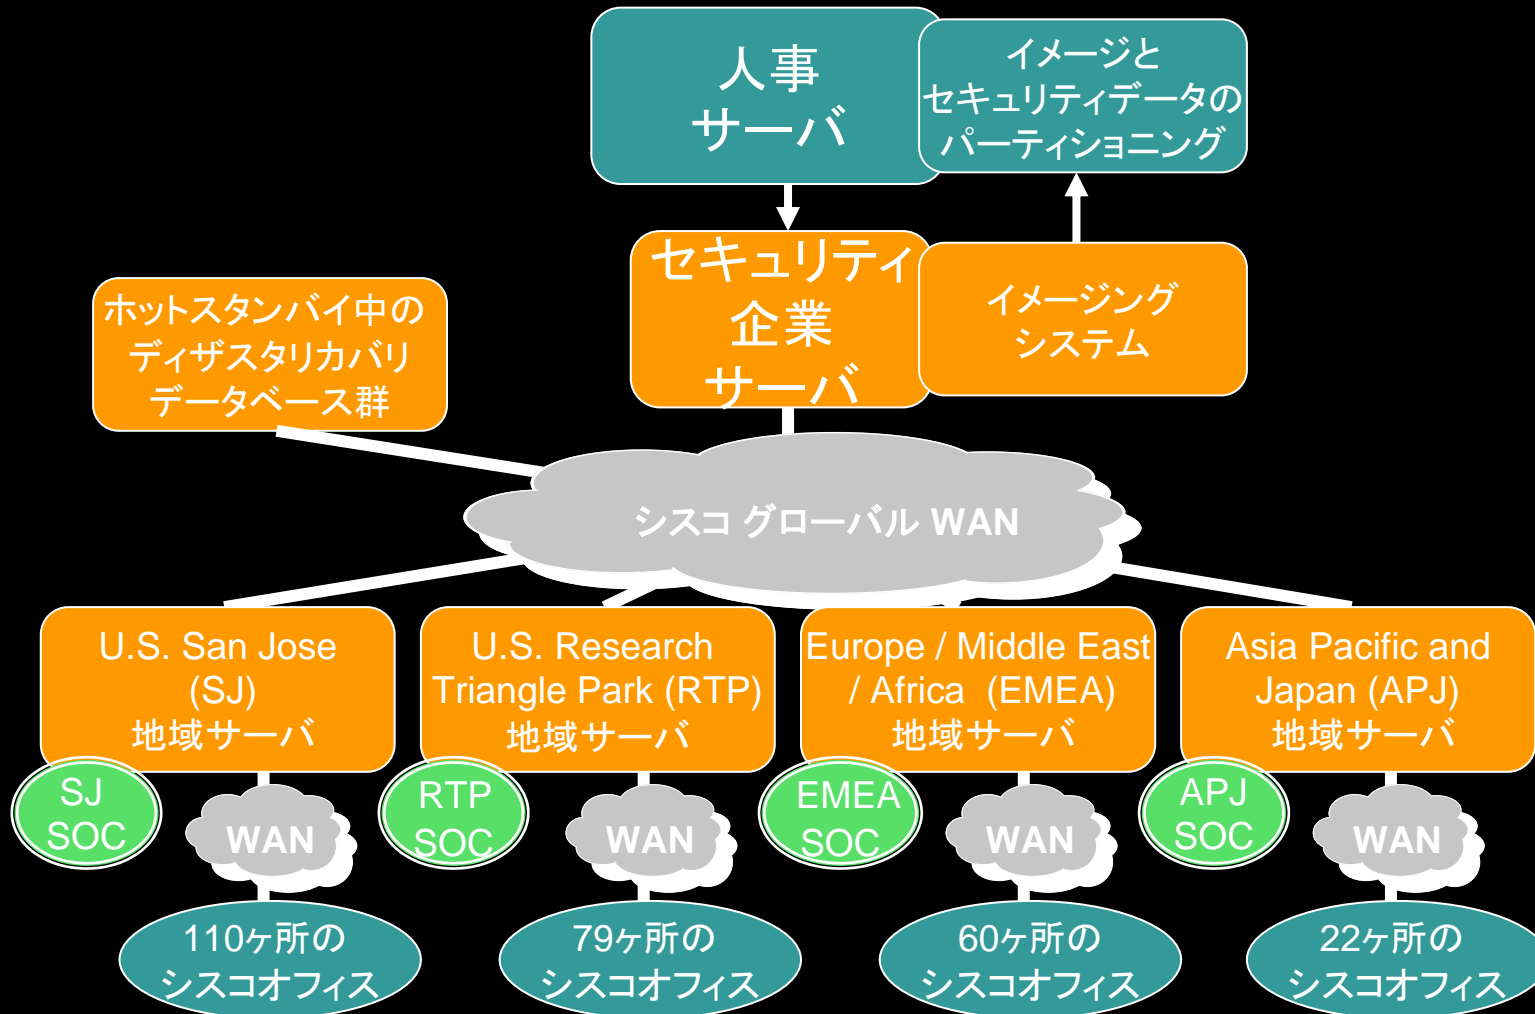 人事
サーバ
イメージと
セキュリティデータの
パーティショニング
セキュリティ
企業
サーバ
イメージング
システム
ホットスタンバイ中の
ディザスタリカバリ
データベース群
シスコ グローバル WAN
U.S. San Jose
(SJ)
地域サーバ
U.S. Research
Triangle Park (RTP)
地域サーバ
Europe / Middle East
/ Africa (EMEA)
地域サーバ
Asia Pacific and
Japan (APJ)
地域サーバ
SJ
SOC
WAN
RTP
SOC
WAN
EMEA
SOC
WAN
APJ
SOC
WAN
110ヶ所の
シスコオフィス
79ヶ所の
シスコオフィス
60ヶ所の
シスコオフィス
22ヶ所の
シスコオフィス